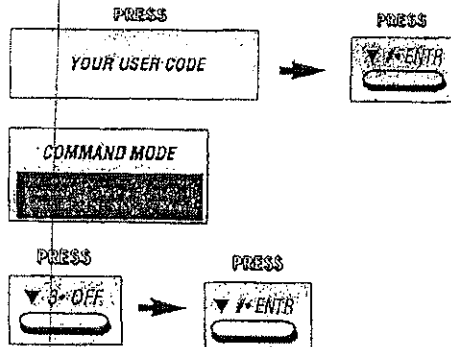 PRESS PRESS
YOUR USER CODE ▼ #•ENTR
COMMAND MODE
PRESS PRESS
▼ 3•OFF ▼ #•ENTR